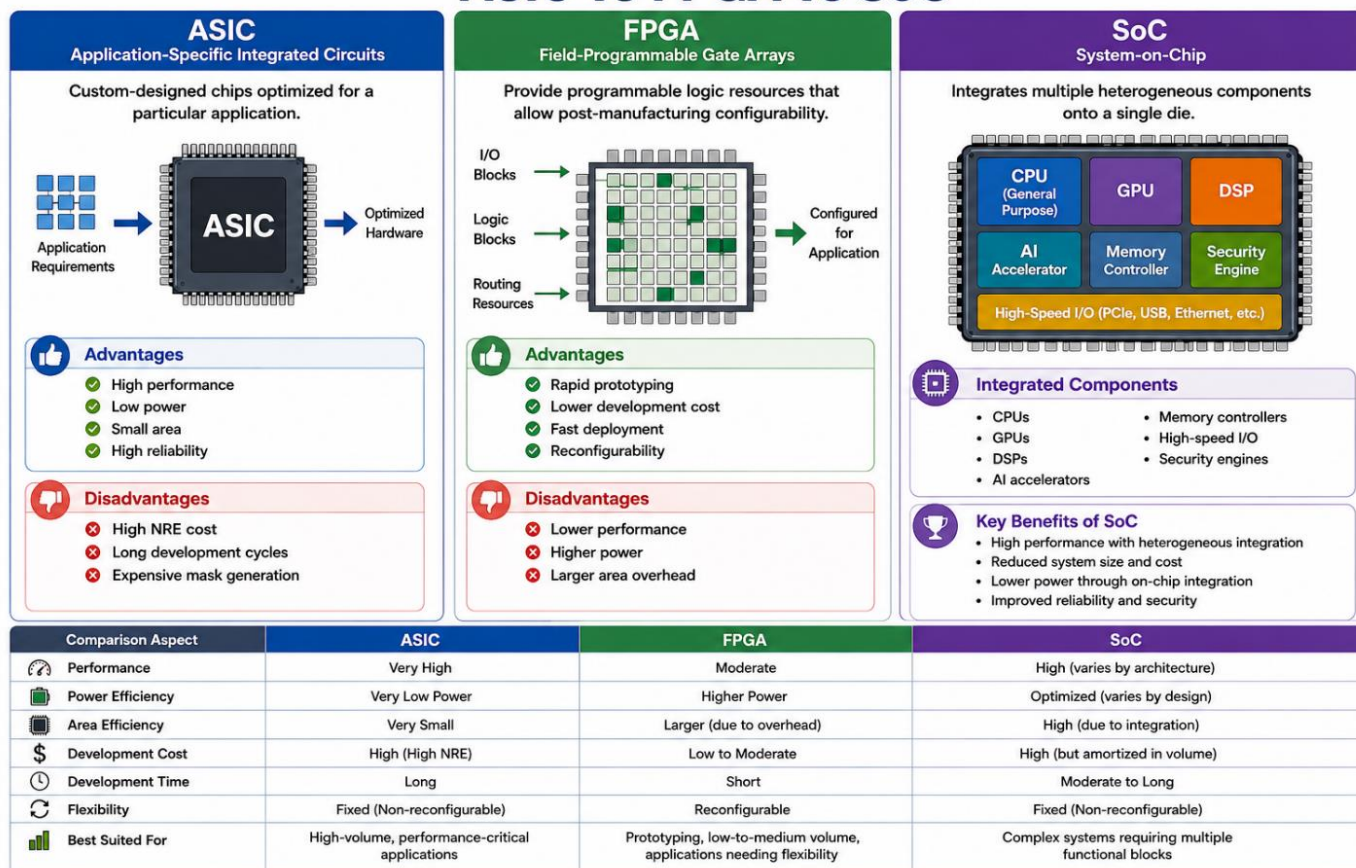 ASIC
Application-Specific Integrated Circuits
Custom-designed chips optimized for a
particular application.
Application
Requirements
ASIC
Optimized
Hardware
Advantages
High performance
Low power
Small area
High reliability
Disadvantages
High NRE cost
Long development cycles
Expensive mask generation
FPGA
Field-Programmable Gate Arrays
Provide programmable logic resources that
allow post-manufacturing configurability.
I/O
Blocks
Logic
Blocks
Routing
Resources
Configured
for
Application
Advantages
Rapid prototyping
Lower development cost
Fast deployment
Reconfigurability
Disadvantages
Lower performance
Higher power
Larger area overhead
SoC
System-on-Chip
Integrates multiple heterogeneous components
onto a single die.
CPU
(General
Purpose)
GPU
DSP
AI
Accelerator
Memory
Controller
Security
Engine
High-Speed I/O (PCIe, USB, Ethernet, etc.)
Integrated Components
• CPUs
• GPUs
• DSPs
• AI accelerators
• Memory controllers
• High-speed I/O
• Security engines
Key Benefits of SoC
• High performance with heterogeneous integration
• Reduced system size and cost
• Lower power through on-chip integration
• Improved reliability and security
Comparison Aspect ASIC FPGA SoC
Performance Very High Moderate High (varies by architecture)
Power Efficiency Very Low Power Higher Power Optimized (varies by design)
Area Efficiency Very Small Larger (due to overhead) High (due to integration)
$ Development Cost High (High NRE) Low to Moderate High (but amortized in volume)
Development Time Long Short Moderate to Long
Flexibility Fixed (Non-reconfigurable) Reconfigurable Fixed (Non-reconfigurable)
Best Suited For High-volume, performance-critical Prototyping, low-to-medium volume, Complex systems requiring multiple
applications applications needing flexibility functional blocks